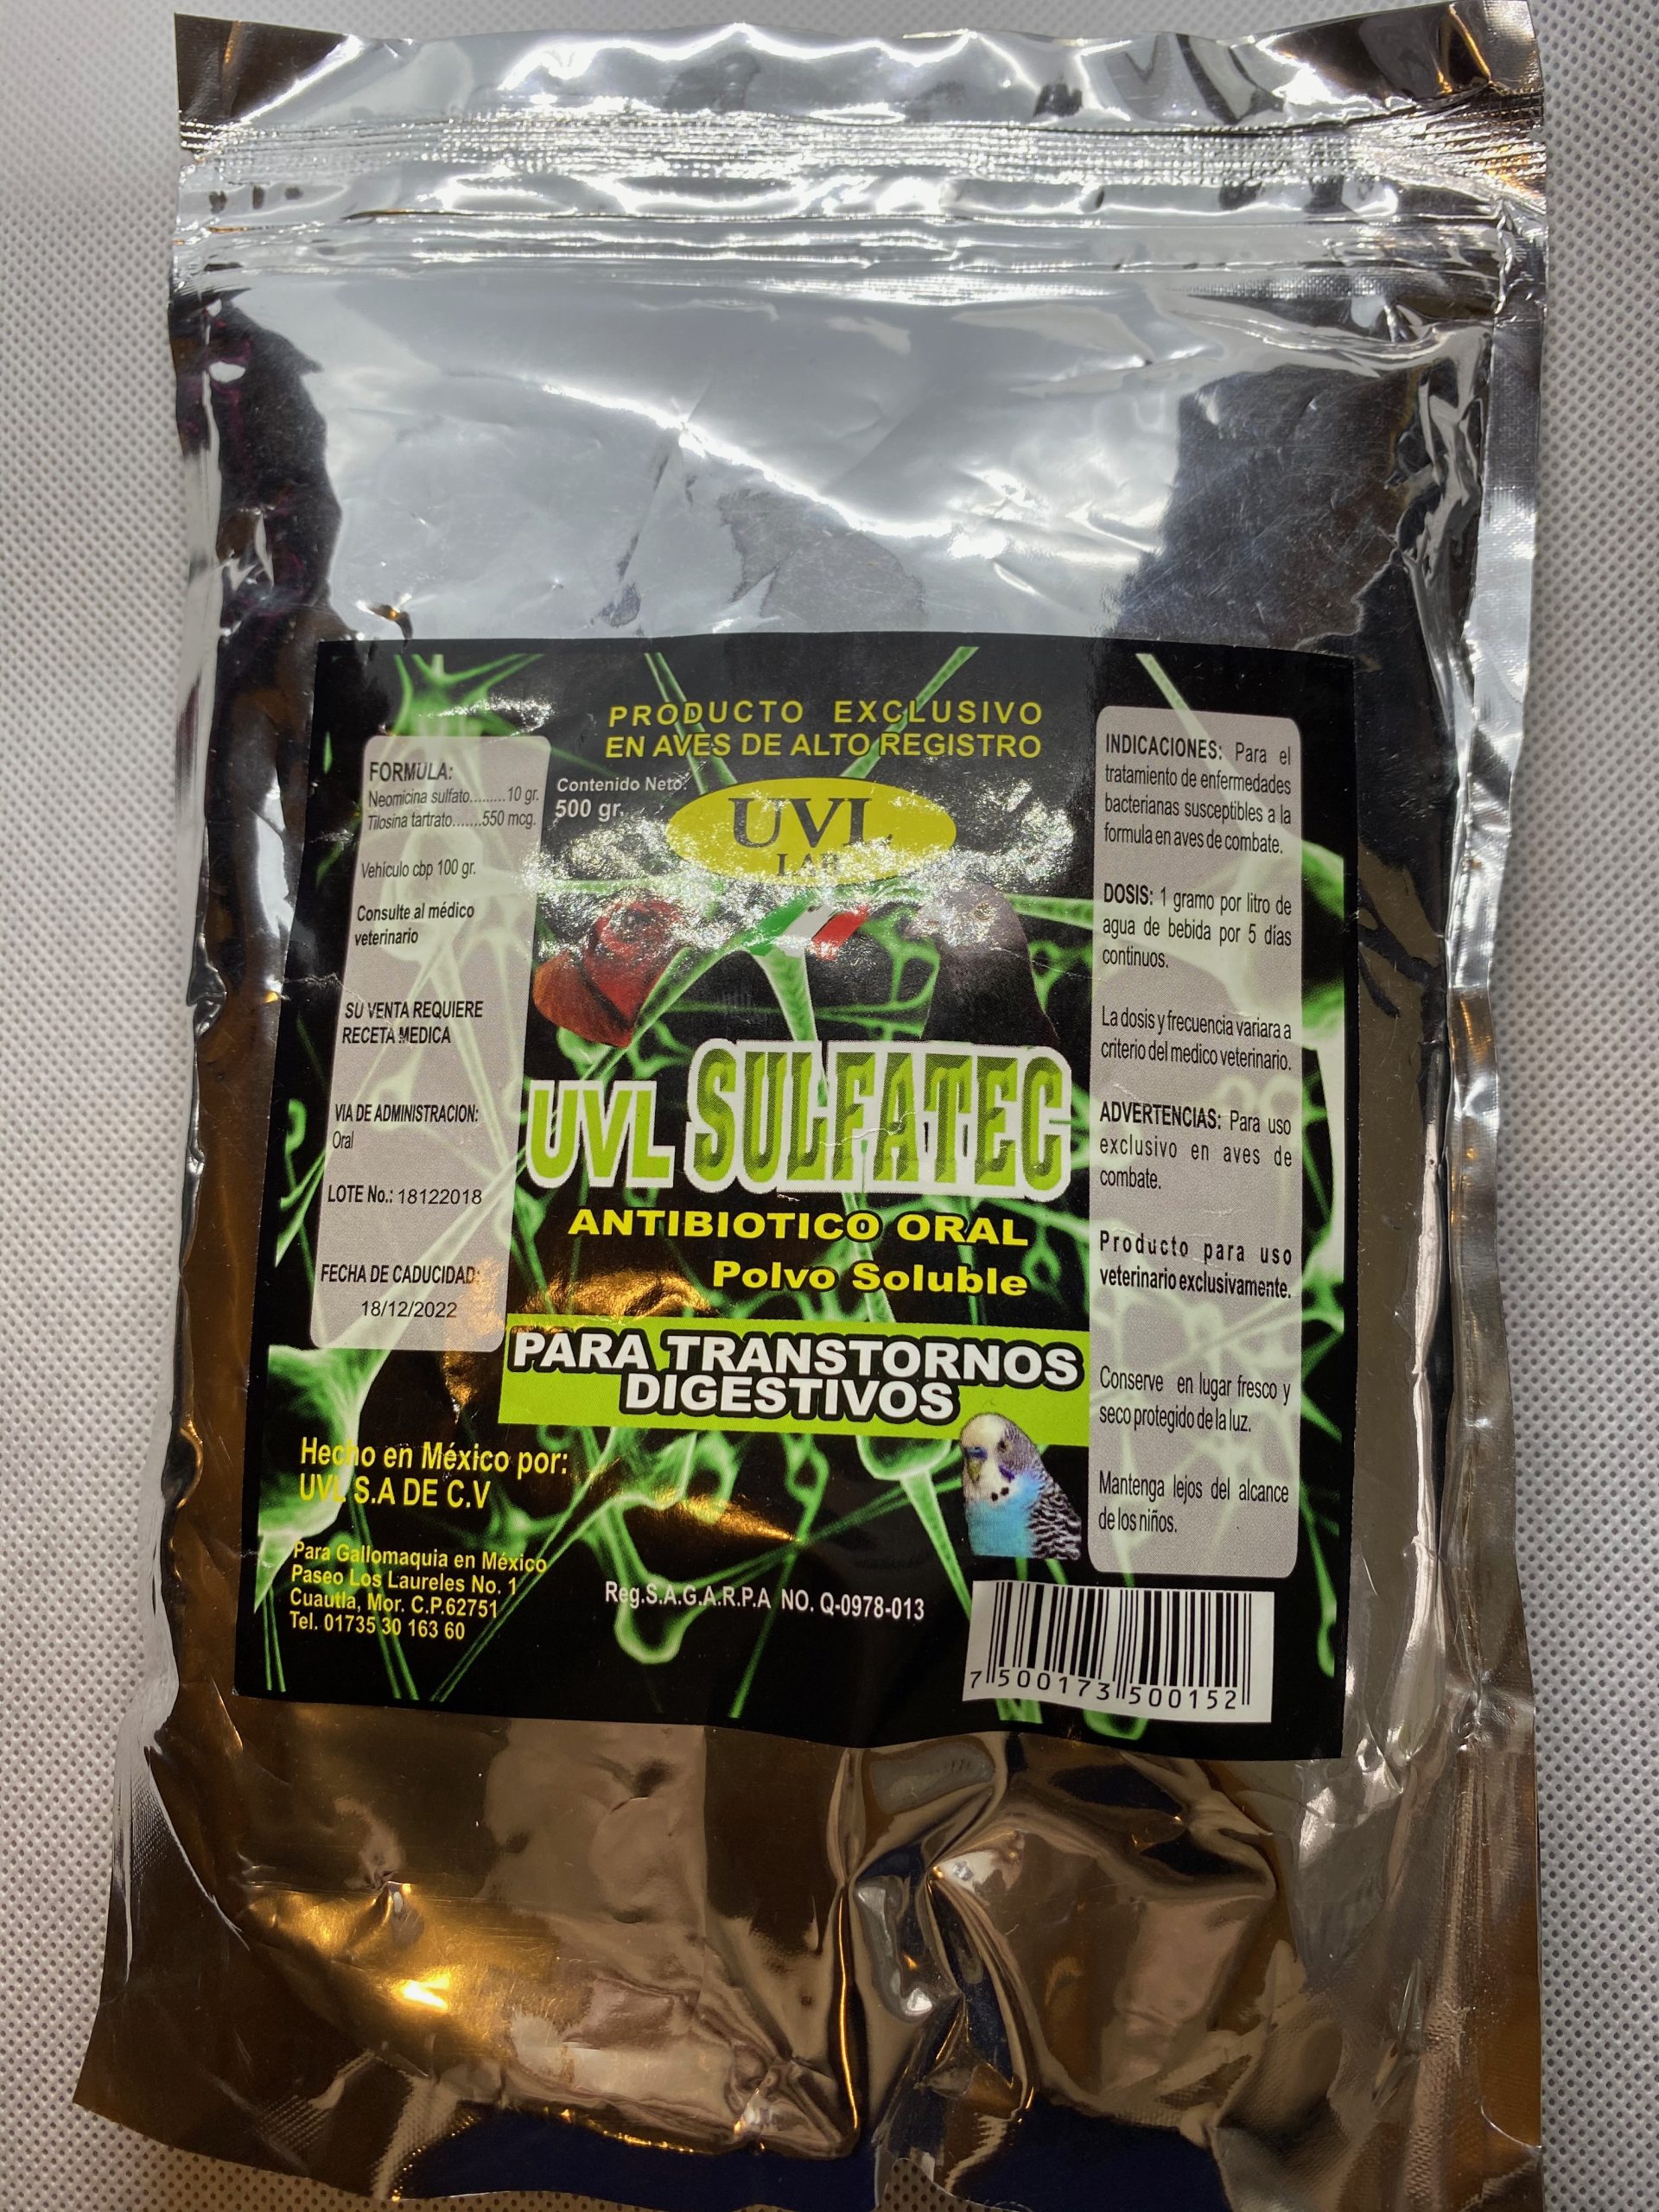 PRODUCTO EXCLUSIVO
EN AVES DE ALTO REGISTRO
FORMULA:
Neomicina sulfato.........10 gr.
Tilosina tartrato.......550 mcg.
Vehículo cbp 100 gr.
Consulte al médico
veterinario
SU VENTA REQUIERE
RECETA MEDICA
VIA DE ADMINISTRACION:
Oral
LOTE No.: 18122018
FECHA DE CADUCIDAD:
18/12/2022
Contenido Neto:
500 gr.
UVL
LAB
UVL SULFATEC
ANTIBIOTICO ORAL
Polvo Soluble
PARA TRANSTORNOS
DIGESTIVOS
Hecho en México por:
UVL S.A DE C.V
Para Gallomaquia en México
Paseo Los Laureles No. 1
Cuautla, Mor. C.P.62751
Tel. 01735 30 163 60
Reg.S.A.G.A.R.P.A NO. Q-0978-013
INDICACIONES: Para el
tratamiento de enfermedades
bacterianas susceptibles a la
formula en aves de combate.
DOSIS: 1 gramo por litro de
agua de bebida por 5 días
continuos.
La dosis y frecuencia variara a
criterio del medico veterinario.
ADVERTENCIAS: Para uso
exclusivo en aves de
combate.
Producto para uso
veterinario exclusivamente.
Conserve en lugar fresco y
seco protegido de la luz.
Mantenga lejos del alcance
de los niños.
7 500173 500152